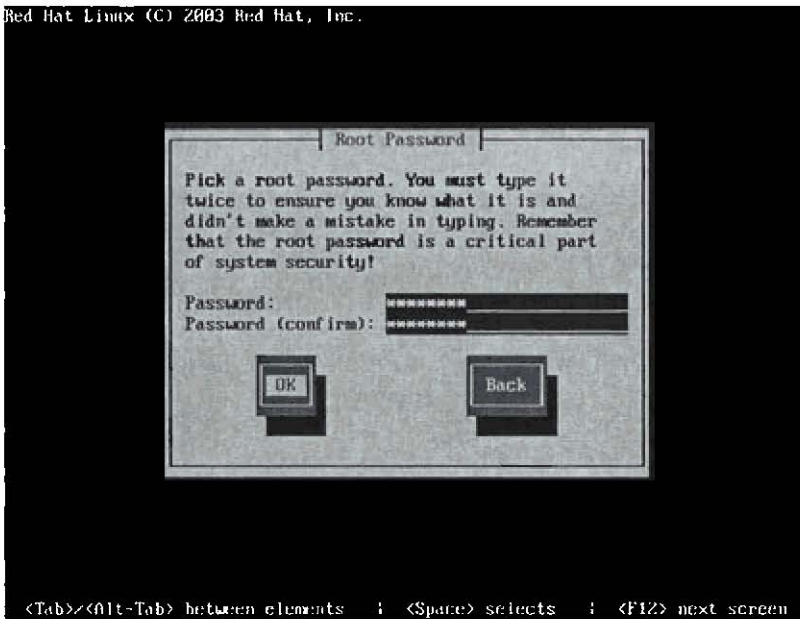 Red Hat Linux (C) 2003 Red Hat, Inc.
Root Password
Pick a root password. You must type it
twice to ensure you know what it is and
didn't make a mistake in typing. Remember
that the root password is a critical part
of system security!
Password: ********
Password (confirm): ********
OK Back
<Tab>/<Alt-Tab> between elements | <Space> selects | <F12> next screen